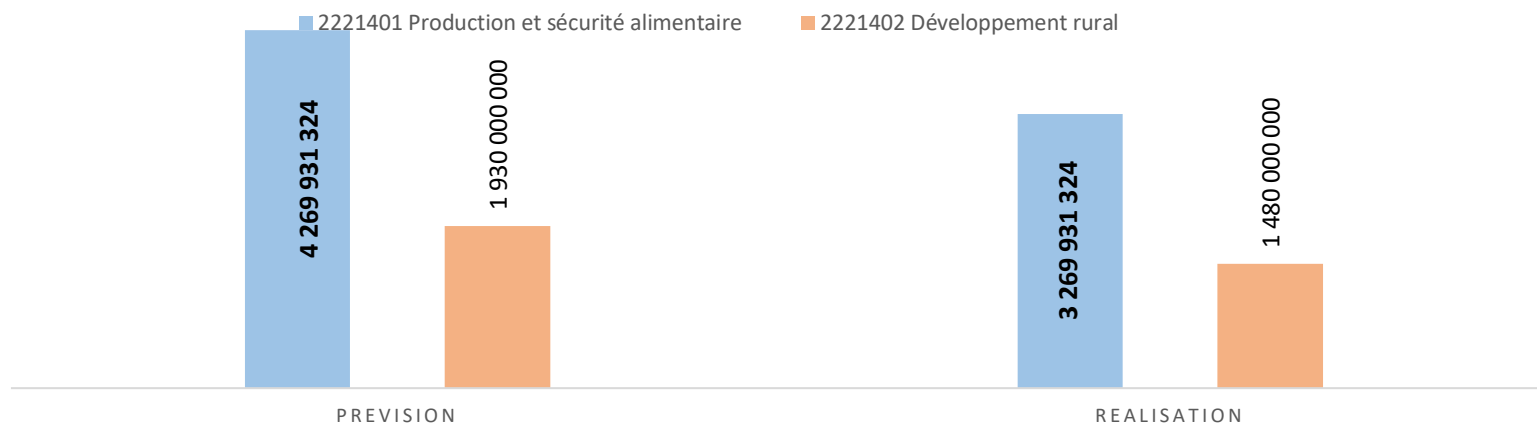 2221401 Production et sécurité alimentaire
2221402 Développement rural
4 269 931 324
1 930 000 000
3 269 931 324
1 480 000 000
PREVISION
REALISATION